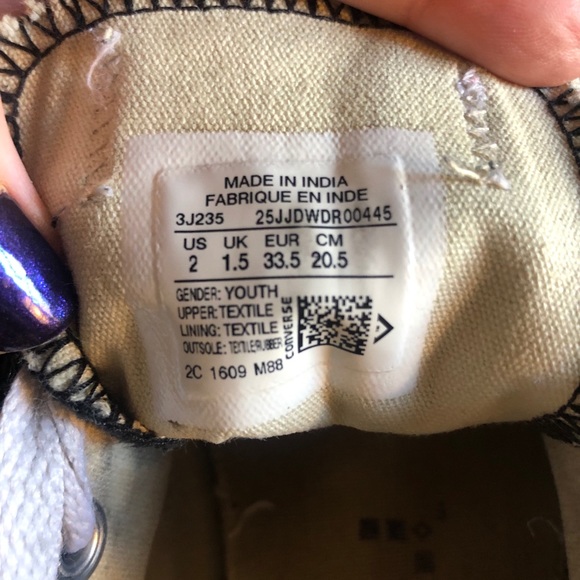 MADE IN INDIA
FABRIQUE EN INDE
3J235 25JJDWDR00445
US UK EUR CM
2 1.5 33.5 20.5
GENDER: YOUTH
UPPER: TEXTILE
LINING: TEXTILE
OUTSOLE: TEXTILE/RUBBER
CONVERSE
2C 1609 M88